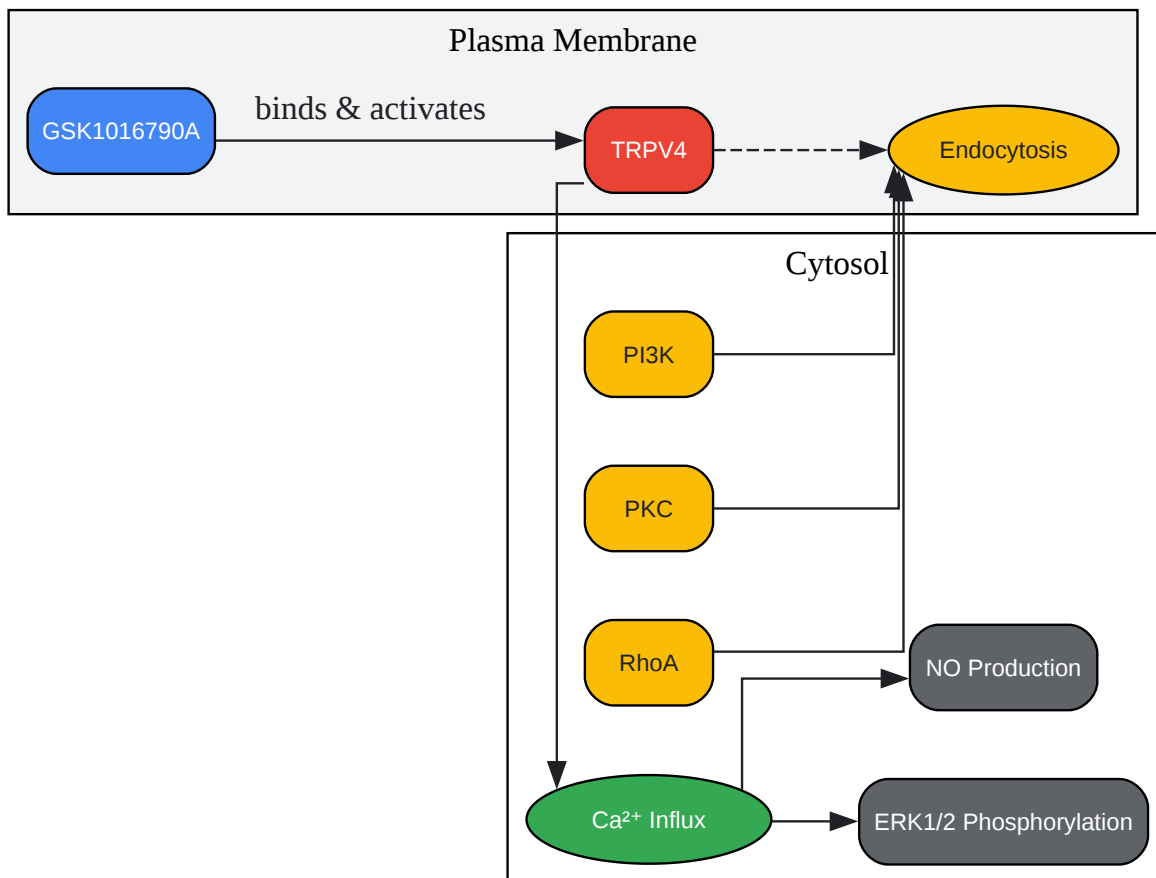 Plasma Membrane
GSK1016790A
binds & activates
TRPV4
Endocytosis
Cytosol
PI3K
PKC
RhoA
NO Production
Ca²⁺ Influx
ERK1/2 Phosphorylation